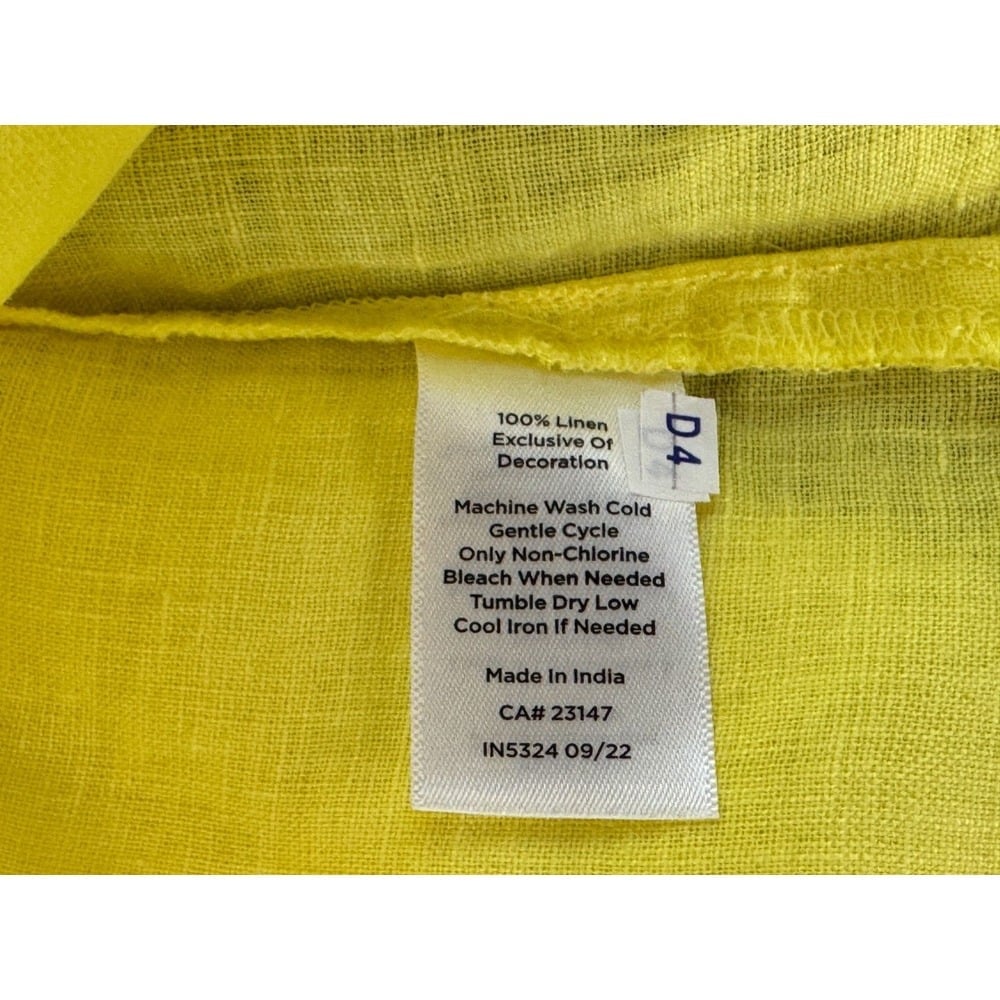 100% Linen
Exclusive Of
Decoration
D4
Machine Wash Cold
Gentle Cycle
Only Non-Chlorine
Bleach When Needed
Tumble Dry Low
Cool Iron If Needed
Made In India
CA# 23147
IN5324 09/22